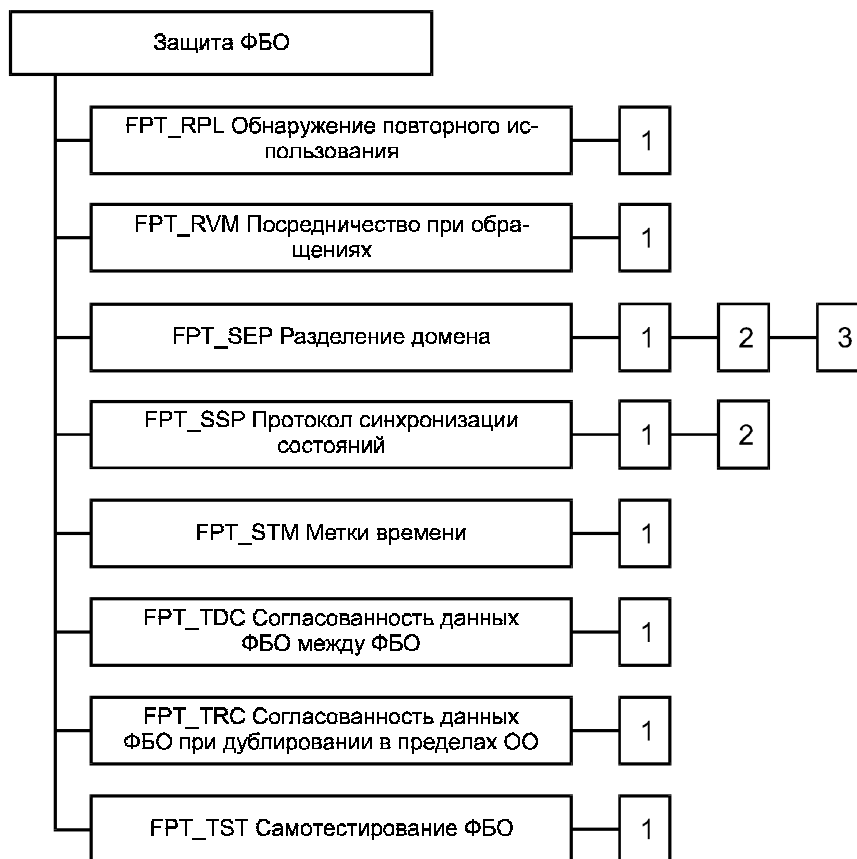 Защита ФБО
FPT_RPL Обнаружение повторного ис-
пользования
1
FPT_RVM Посредничество при обра-
щениях
1
FPT_SEP Разделение домена
1
2
3
FPT_SSP Протокол синхронизации
состояний
1
2
FPT_STM Метки времени
1
FPT_TDC Согласованность данных
ФБО между ФБО
1
FPT_TRC Согласованность данных
ФБО при дублировании в пределах ОО
1
FPT_TST Самотестирование ФБО
1